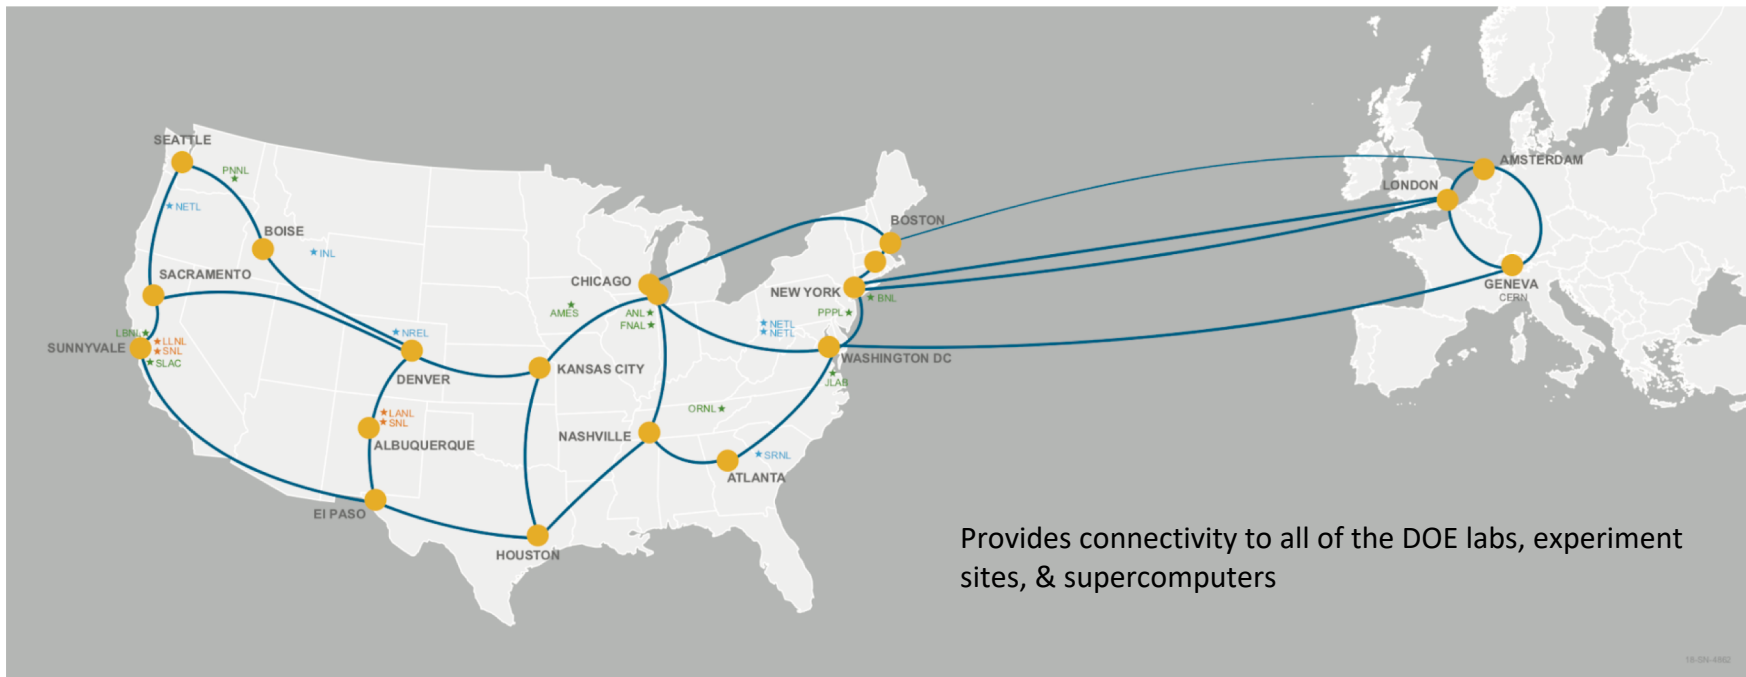 SEATTLE
PNNL
NETL
BOISE
INL
SACRAMENTO
LBNL
LLNL
SNL
SUNNYVALE
SLAC
NREL
DENVER
LANL
SNL
ALBUQUERQUE
El PASO
HOUSTON
KANSAS CITY
AMES
CHICAGO
ANL
FNAL
NASHVILLE
ORNL
ATLANTA
SRNL
NETL
NETL
WASHINGTON DC
JLAB
PPPL
NEW YORK
BNL
BOSTON
LONDON
AMSTERDAM
GENEVA
CERN
Provides connectivity to all of the DOE labs, experiment
sites, & supercomputers